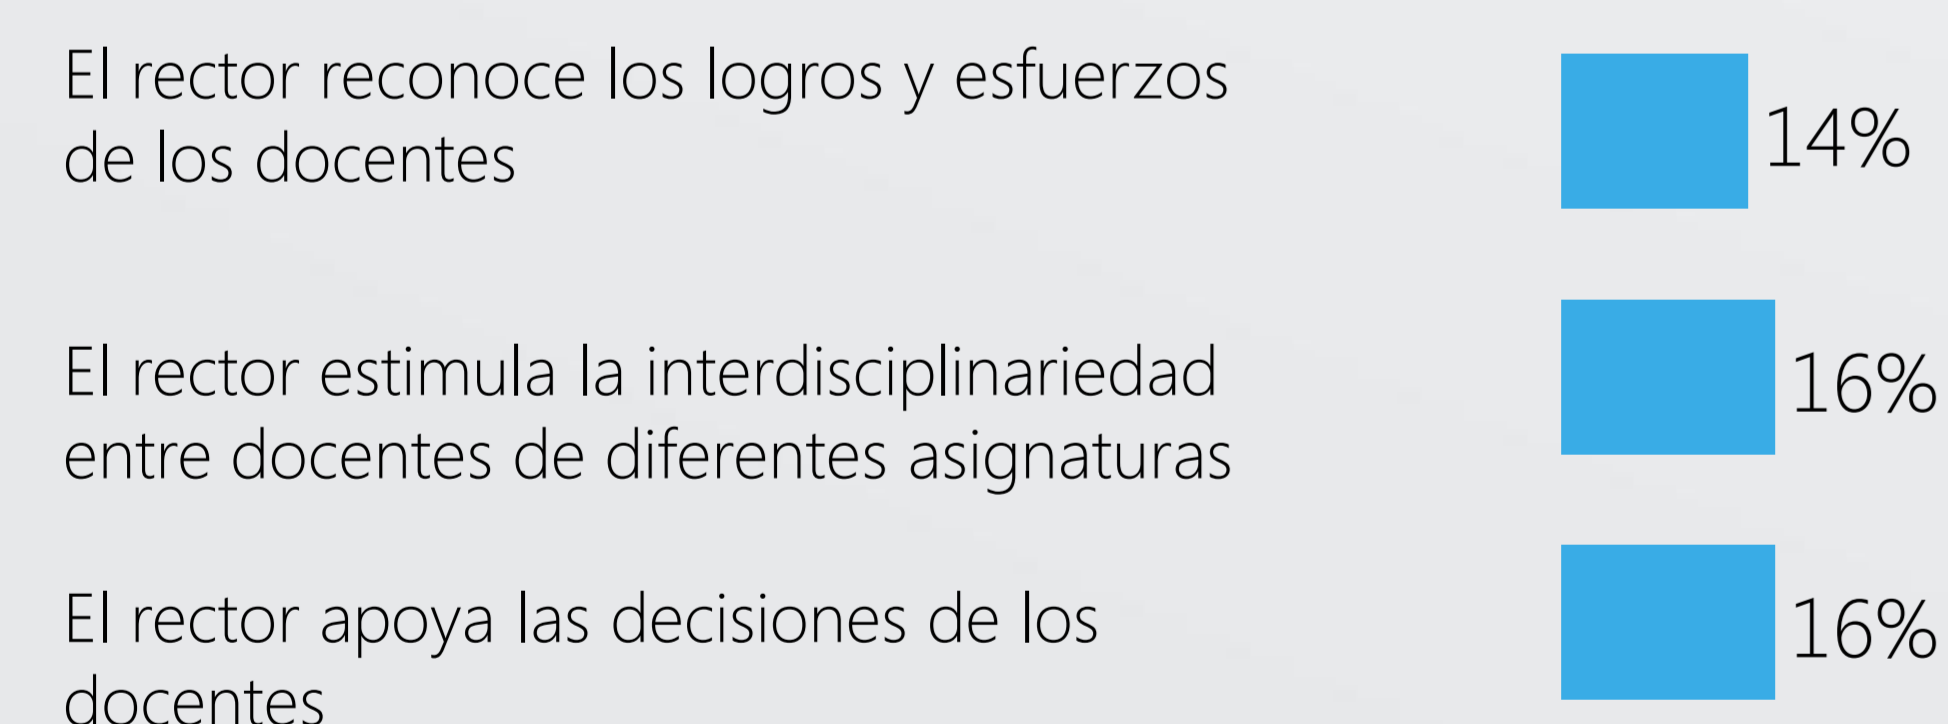 El rector reconoce los logros y esfuerzos
de los docentes
14%
El rector estimula la interdisciplinariedad
entre docentes de diferentes asignaturas
16%
El rector apoya las decisiones de los
docentes
16%